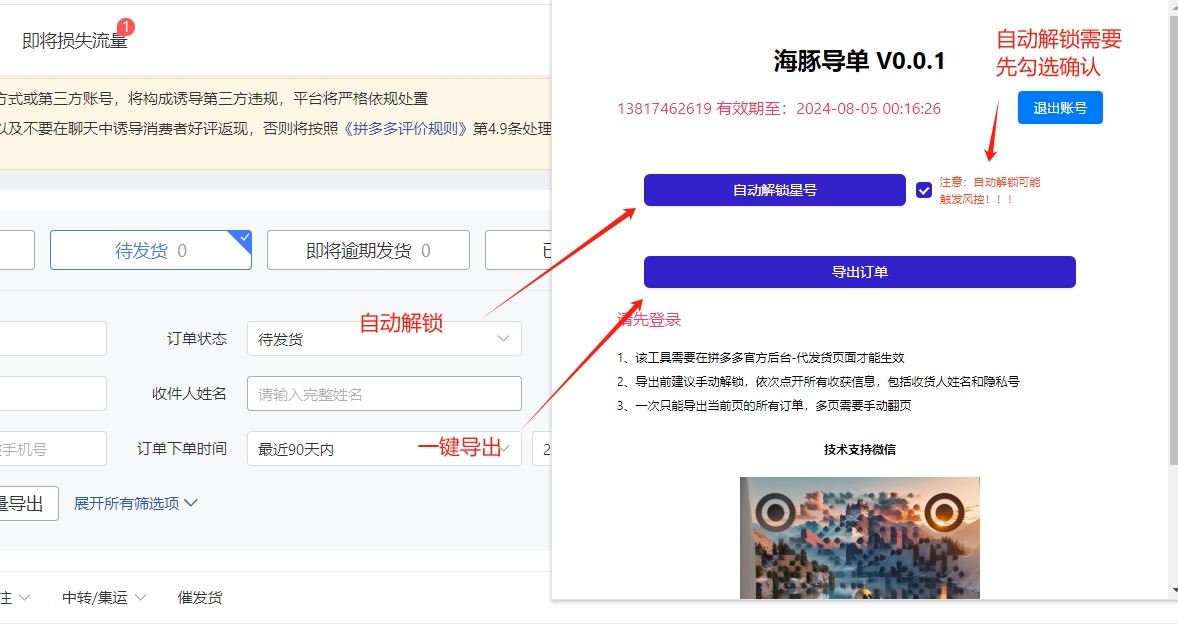 即将损失流量
1
方式或第三方账号，将构成诱导第三方违规，平台将严格依规处置
以及不要在聊天中诱导消费者好评返现，否则将按照《拼多多评价规则》第4.9条处理
待发货 0
即将逾期发货 0
已
订单状态
待发货
收件人姓名
请输入完整姓名
手机号
订单下单时间
最近90天内
2
量导出
展开所有筛选项
注
中转/集运
催发货
自动解锁
一键导出
海豚导单 V0.0.1
自动解锁需要
先勾选确认
13817462619 有效期至：2024-08-05 00:16:26
退出账号
自动解锁星号
注意：自动解锁可能
触发风控！！！
导出订单
请先登录
1、该工具需要在拼多多官方后台-代发货页面才能生效
2、导出前建议手动解锁，依次点开所有收获信息，包括收货人姓名和隐私号
3、一次只能导出当前页的所有订单，多页需要手动翻页
技术支持微信